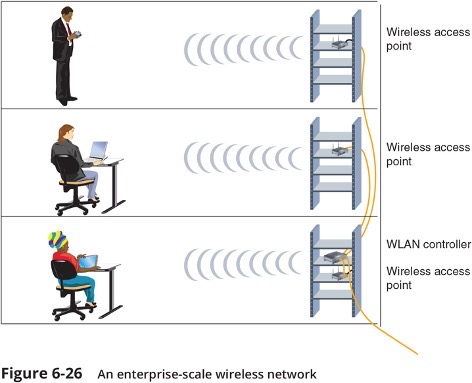 Wireless access
point
Wireless access
point
WLAN controller
Wireless access
point
Figure 6-26 An enterprise-scale wireless network